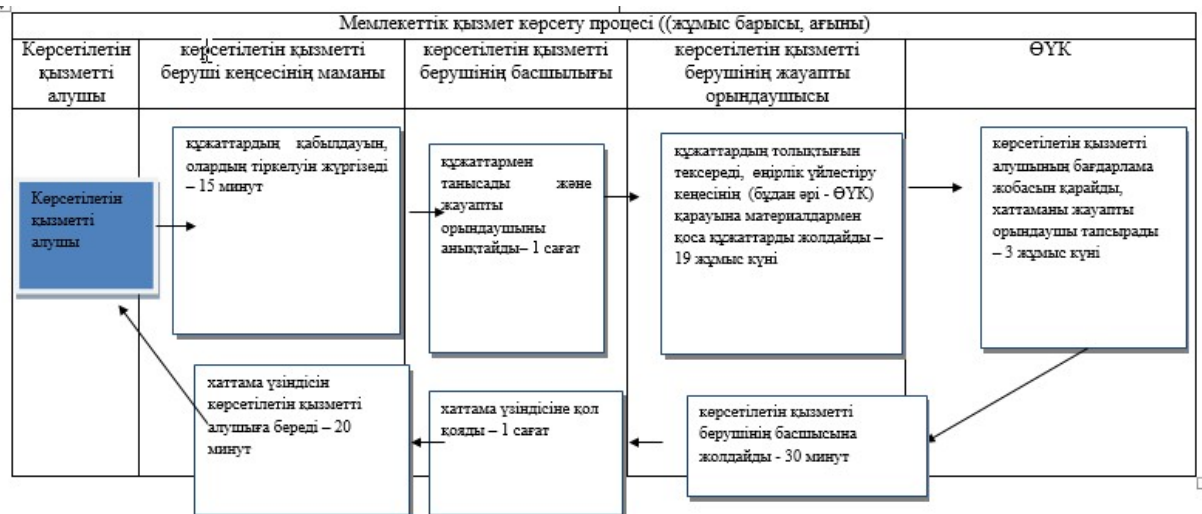 Мемлекеттік қызмет көрсету процесі ((жұмыс барысы, ағыны)
Көрсетілетін
қызметті
алушы
көрсетілетін қызметті
беруші кеңсесінің маманы
көрсетілетін қызметті
берушінің басшылығы
көрсетілетін қызметті
берушінің жауапты
орындаушысы
ӨҮК
Көрсетілетін
қызметті
алушы
құжаттардың қабылдауын,
олардың тіркелуін жүргізеді
– 15 минут
құжаттармен
танысады және
жауапты
орындаушыны
анықтайды– 1 сағат
құжаттардың толықтығын
тексереді, өңірлік үйлестіру
кеңесінің (бұдан әрі - ӨҮК)
қарауына материалдармен
қоса құжаттарды жолдайды –
19 жұмыс күні
көрсетілетін қызметті
алушының бағдарлама
жобасын қарайды,
хаттаманы жауапты
орындаушы тапсырады
– 3 жұмыс күні
хаттама үзіндісін
көрсетілетін қызметті
алушыға береді – 20
минут
хаттама үзіндісіне қол
қояды – 1 сағат
көрсетілетін қызметті
берушінің басшысына
жолдайды - 30 минут